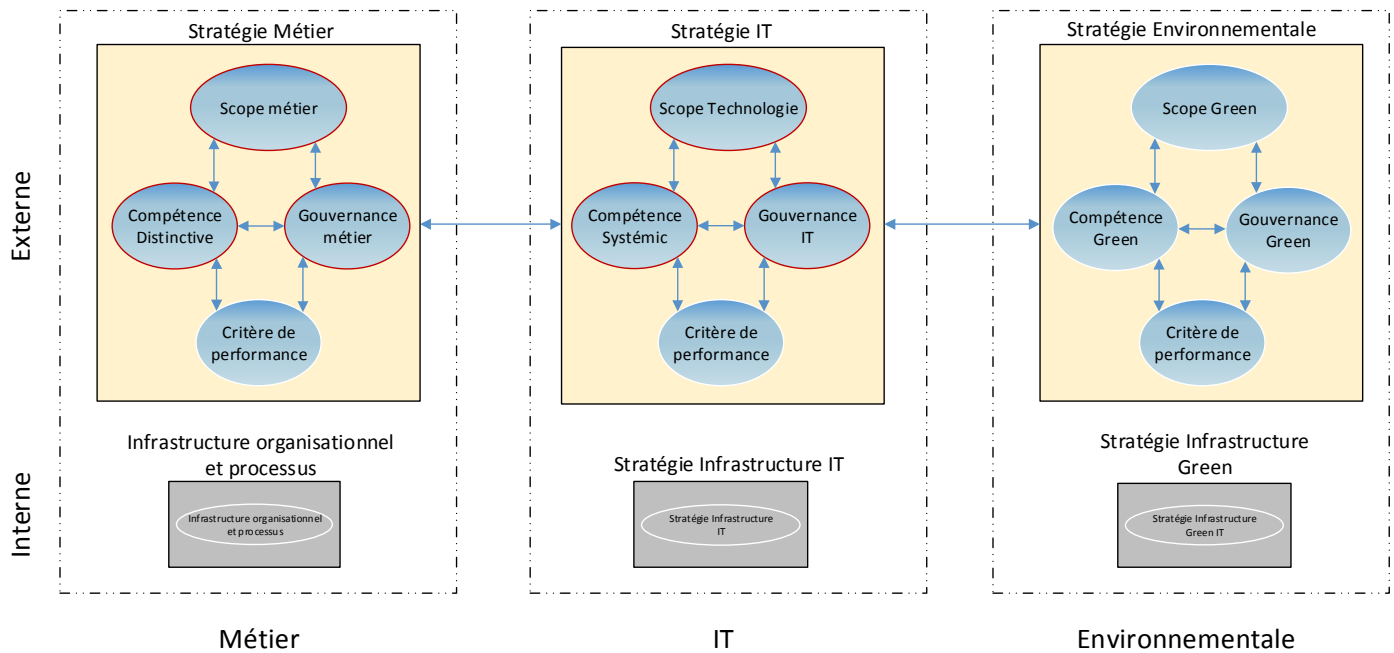 Stratégie Métier
Scope métier
Compétence
Distinctive
Gouvernance
métier
Critère de
performance
Infrastructure organisationnel
et processus
Infrastructure organisationnel
et processus
Stratégie IT
Scope Technologie
Compétence
Systémic
Gouvernance
IT
Critère de
performance
Stratégie Infrastructure IT
Stratégie Infrastructure
IT
Stratégie Environnementale
Scope Green
Compétence
Green
Gouvernance
Green
Critère de
performance
Stratégie Infrastructure
Green
Stratégie Infrastructure
Green IT
Externe
Interne
Métier
IT
Environnementale